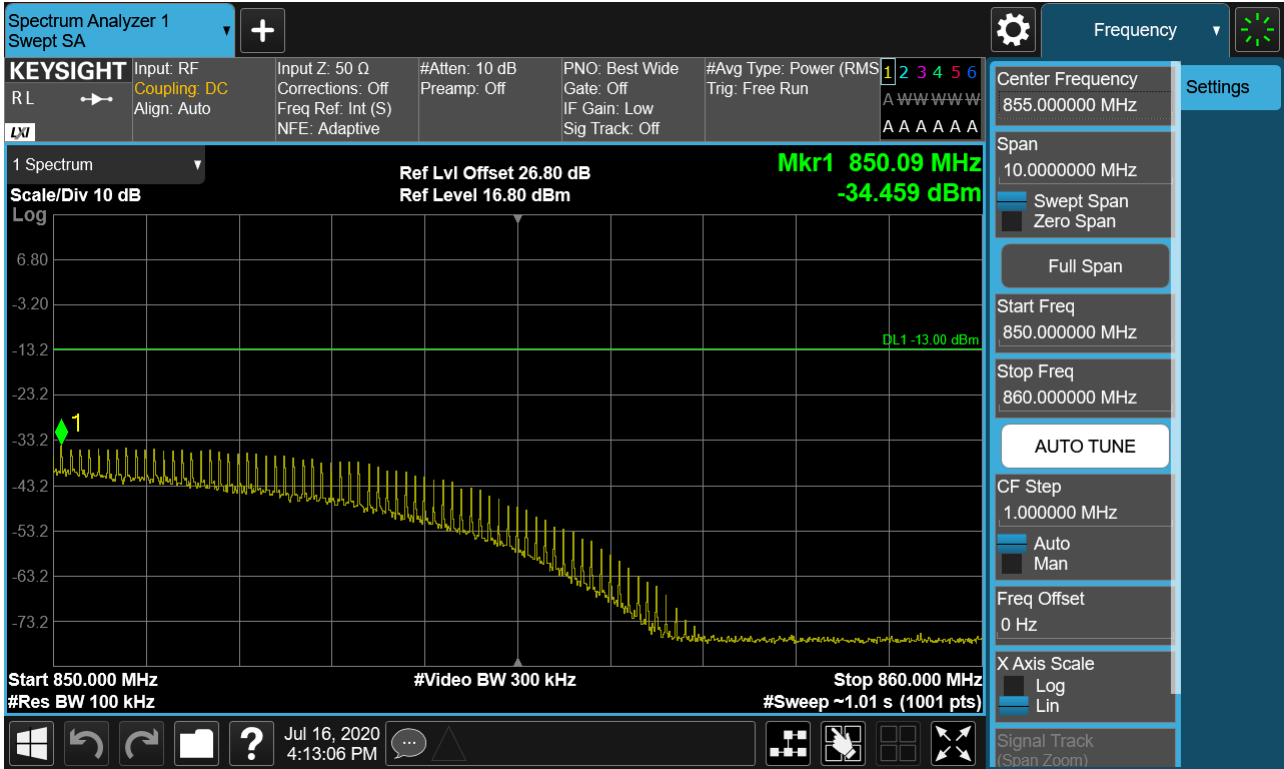 Spectrum Analyzer 1
Swept SA
+
Frequency
KEYSIGHT
R L
LXI
Input: RF
Coupling: DC
Align: Auto
Input Z: 50 Ω
Corrections: Off
Freq Ref: Int (S)
NFE: Adaptive
#Atten: 10 dB
Preamp: Off
PNO: Best Wide
Gate: Off
IF Gain: Low
Sig Track: Off
#Avg Type: Power (RMS
Trig: Free Run
1 2 3 4 5 6
A W W W W W
A A A A A A
1 Spectrum
Scale/Div 10 dB
Log
Ref Lvl Offset 26.80 dB
Ref Level 16.80 dBm
Mkr1 850.09 MHz
-34.459 dBm
6.80
-3.20
-13.2
-23.2
-33.2
-43.2
-53.2
-63.2
-73.2
DL1 -13.00 dBm
1
Start 850.000 MHz
#Res BW 100 kHz
#Video BW 300 kHz
Stop 860.000 MHz
#Sweep ~1.01 s (1001 pts)
Center Frequency
855.000000 MHz
Span
10.0000000 MHz
Swept Span
Zero Span
Full Span
Start Freq
850.000000 MHz
Stop Freq
860.000000 MHz
AUTO TUNE
CF Step
1.000000 MHz
Auto
Man
Freq Offset
0 Hz
X Axis Scale
Log
Lin
Signal Track
(Span Zoom)
Settings
?
Jul 16, 2020
4:13:06 PM